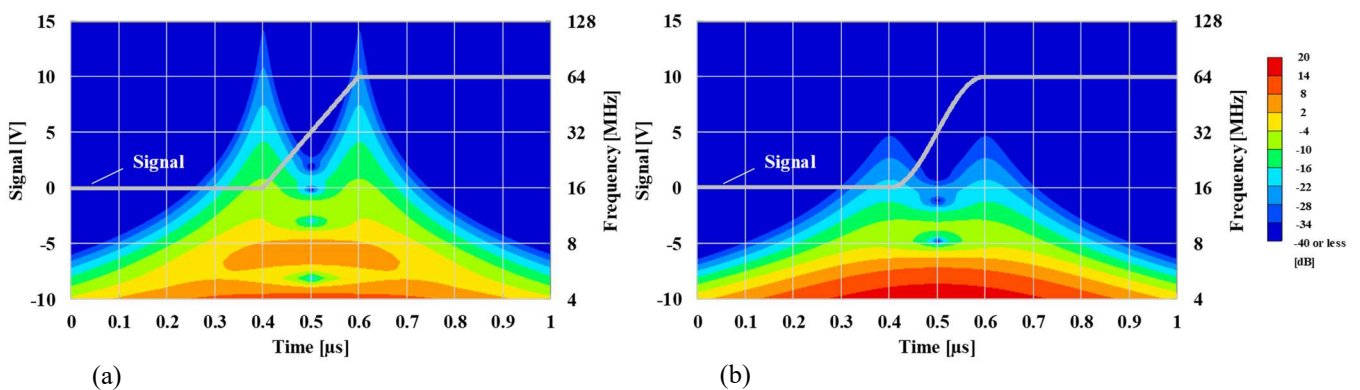 15
10
5
0
-5
-10
Signal [V]
Signal
128
64
32
16
8
4
Frequency [MHz]
0 0.1 0.2 0.3 0.4 0.5 0.6 0.7 0.8 0.9 1
Time [μs]
(a)
15
10
5
0
-5
-10
Signal [V]
Signal
128
64
32
16
8
4
Frequency [MHz]
0 0.1 0.2 0.3 0.4 0.5 0.6 0.7 0.8 0.9 1
Time [μs]
(b)
20
14
8
2
-4
-10
-16
-22
-28
-34
-40 or less
[dB]